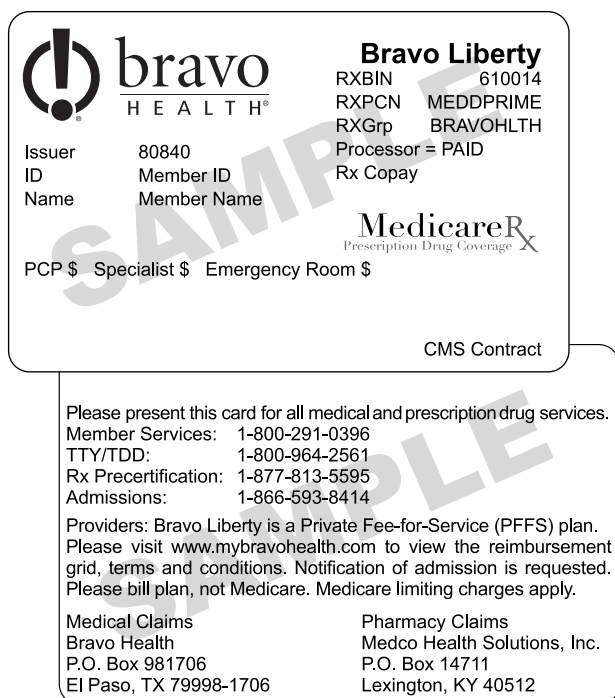 bravo
HEALTH®
Bravo Liberty
RXBIN 610014
RXPCN MEDDPRIME
RXGrp BRAVOHLTH
Processor = PAID
Rx Copay
Issuer 80840
ID Member ID
Name Member Name
MedicareRx
Prescription Drug Coverage
PCP $ Specialist $ Emergency Room $
CMS Contract
SAMPLE
Please present this card for all medical and prescription drug services.
Member Services: 1-800-291-0396
TTY/TDD: 1-800-964-2561
Rx Precertification: 1-877-813-5595
Admissions: 1-866-593-8414
Providers: Bravo Liberty is a Private Fee-for-Service (PFFS) plan.
Please visit www.mybravohealth.com to view the reimbursement
grid, terms and conditions. Notification of admission is requested.
Please bill plan, not Medicare. Medicare limiting charges apply.
Medical Claims
Bravo Health
P.O. Box 981706
El Paso, TX 79998-1706
Pharmacy Claims
Medco Health Solutions, Inc.
P.O. Box 14711
Lexington, KY 40512
SAMPLE